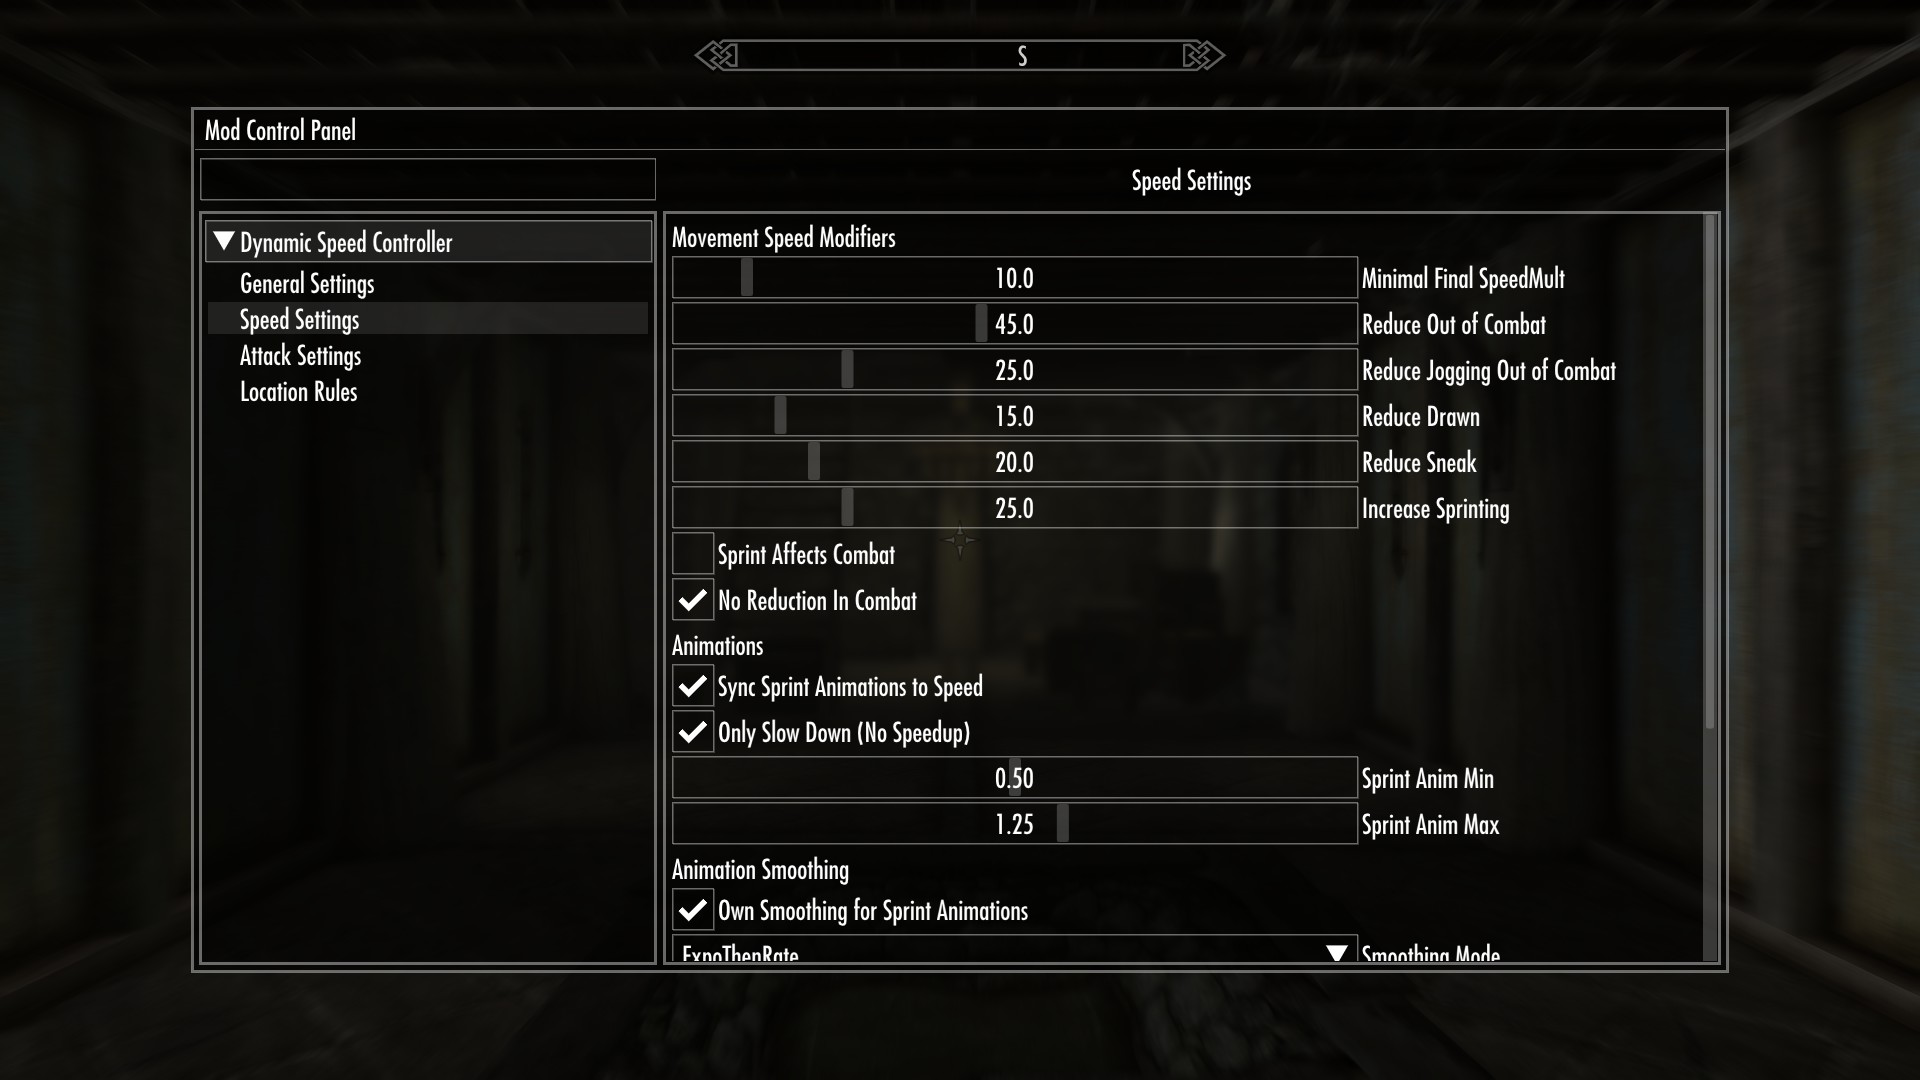 S
Mod Control Panel
Speed Settings
Dynamic Speed Controller
General Settings
Speed Settings
Attack Settings
Location Rules
Movement Speed Modifiers
10.0 Minimal Final SpeedMult
45.0 Reduce Out of Combat
25.0 Reduce Jogging Out of Combat
15.0 Reduce Drawn
20.0 Reduce Sneak
25.0 Increase Sprinting
Sprint Affects Combat
No Reduction In Combat
Animations
Sync Sprint Animations to Speed
Only Slow Down (No Speedup)
0.50 Sprint Anim Min
1.25 Sprint Anim Max
Animation Smoothing
Own Smoothing for Sprint Animations
ExpoThenRate Smoothing Mode